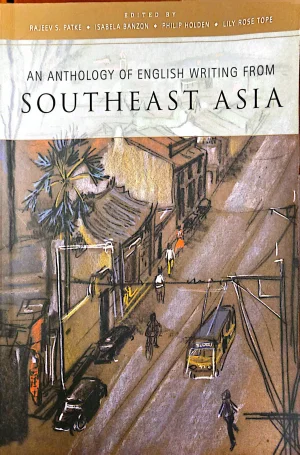 EDITED BY
RAJEEV S. PATKE • ISABELA BANZON • PHILIP HOLDEN • LILY ROSE TOPE
AN ANTHOLOGY OF ENGLISH WRITING FROM
SOUTHEAST ASIA